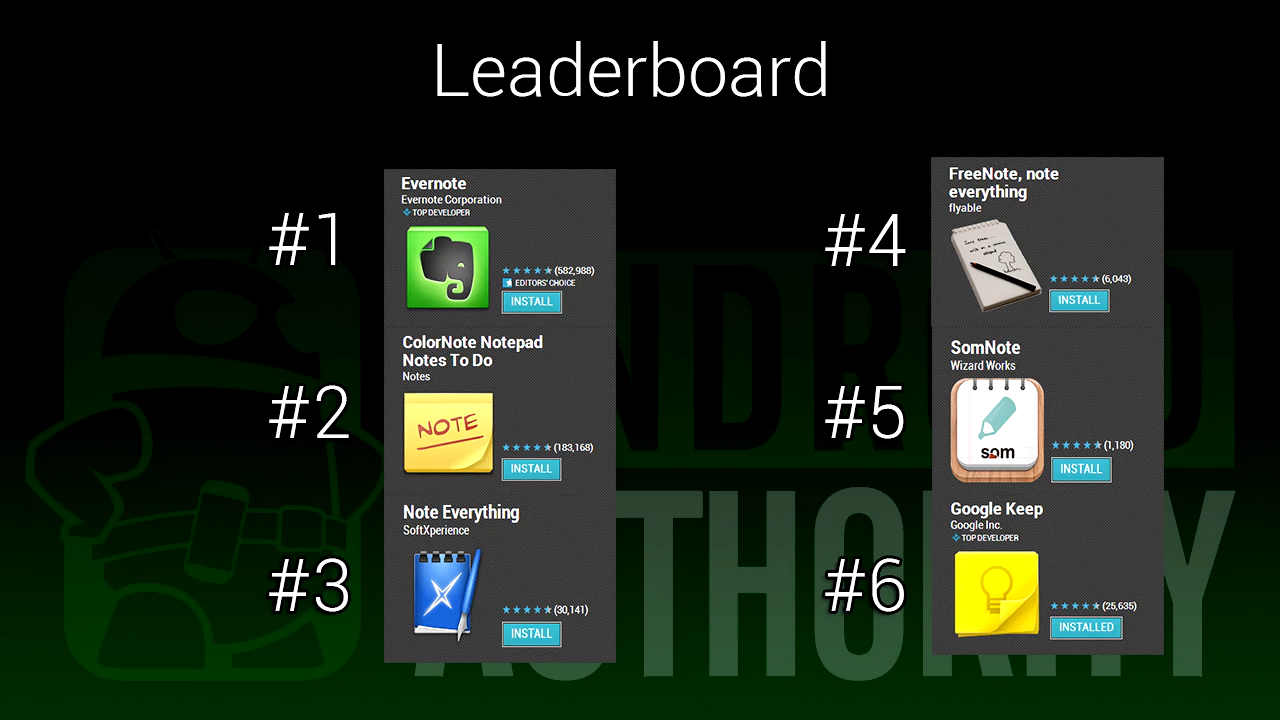 Leaderboard
#1
Evernote
Evernote Corporation
TOP DEVELOPER
(582,988)
EDITORS' CHOICE
INSTALL
#2
ColorNote Notepad
Notes To Do
Notes
NOTE
(183,168)
INSTALL
#3
Note Everything
SoftXperience
(30,141)
INSTALL
#4
FreeNote, note
everything
flyable
(6,043)
INSTALL
#5
SomNote
Wizard Works
som
(1,180)
INSTALL
#6
Google Keep
Google Inc.
TOP DEVELOPER
(25,635)
INSTALLED
ANDROID
AUTHORITY